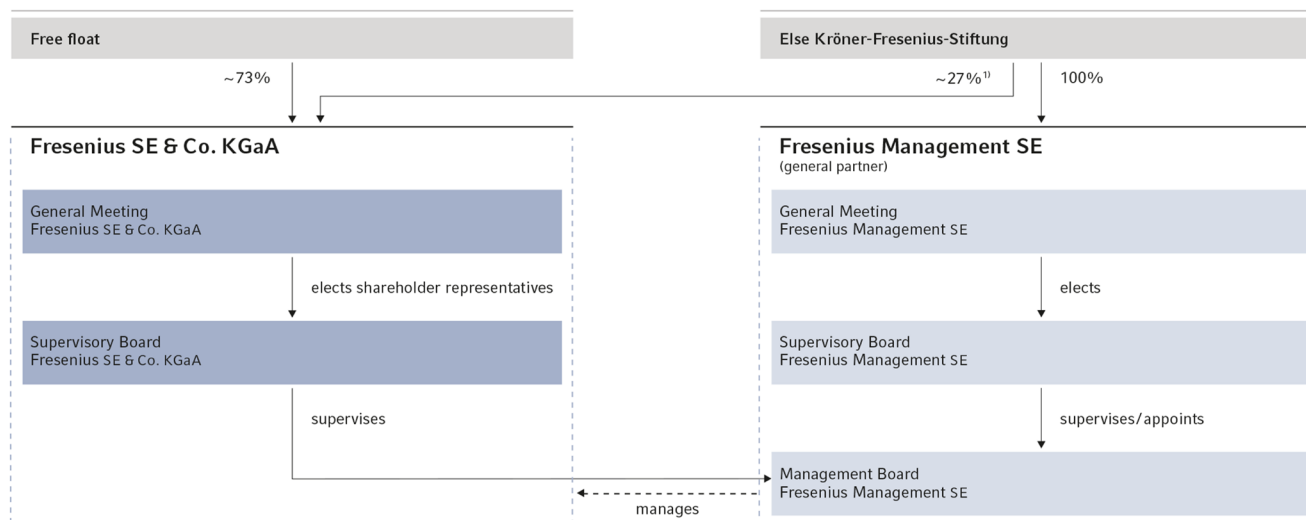 Free float
Else Kröner-Fresenius-Stiftung
~73%
~27%¹⁾
100%
Fresenius SE & Co. KGaA
Fresenius Management SE
(general partner)
General Meeting
Fresenius SE & Co. KGaA
General Meeting
Fresenius Management SE
elects shareholder representatives
elects
Supervisory Board
Fresenius SE & Co. KGaA
Supervisory Board
Fresenius Management SE
supervises
supervises/appoints
Management Board
Fresenius Management SE
manages